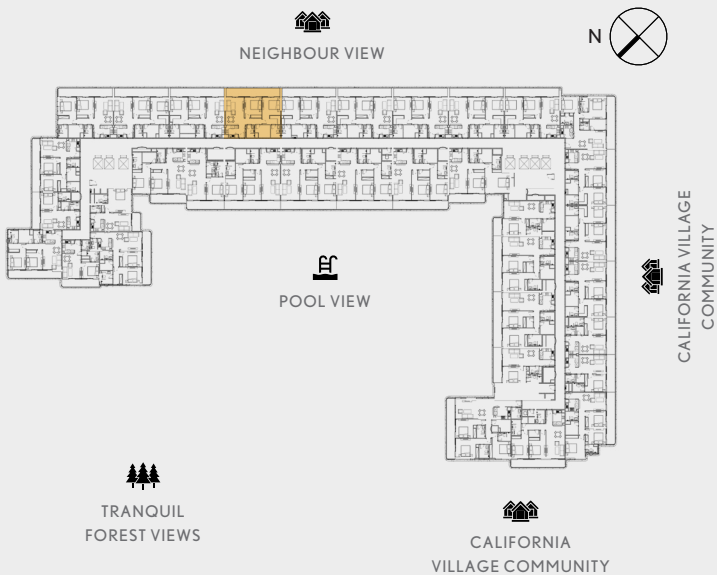 NEIGHBOUR VIEW
N
POOL VIEW
CALIFORNIA VILLAGE
COMMUNITY
TRANQUIL
FOREST VIEWS
CALIFORNIA
VILLAGE COMMUNITY